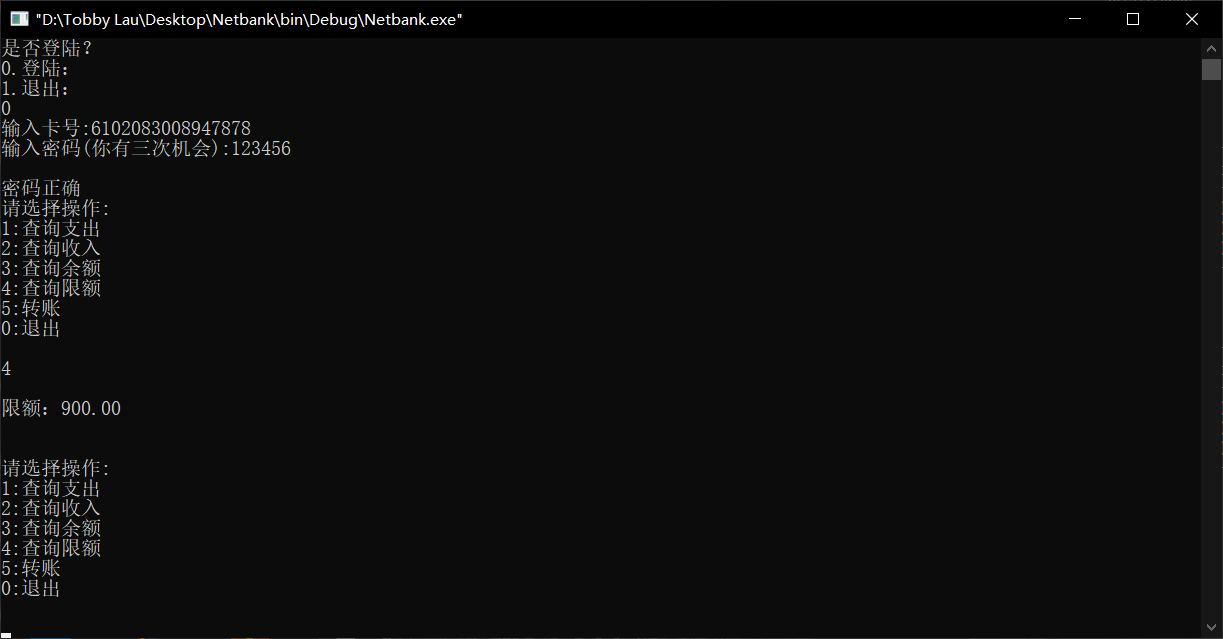 "D:\Tobby Lau\Desktop\Netbank\bin\Debug\Netbank.exe"
是否登陆？
0.登陆：
1.退出：
0
输入卡号:6102083008947878
输入密码(你有三次机会):123456
密码正确
请选择操作:
1:查询支出
2:查询收入
3:查询余额
4:查询限额
5:转账
0:退出
4
限额：900.00
请选择操作:
1:查询支出
2:查询收入
3:查询余额
4:查询限额
5:转账
0:退出